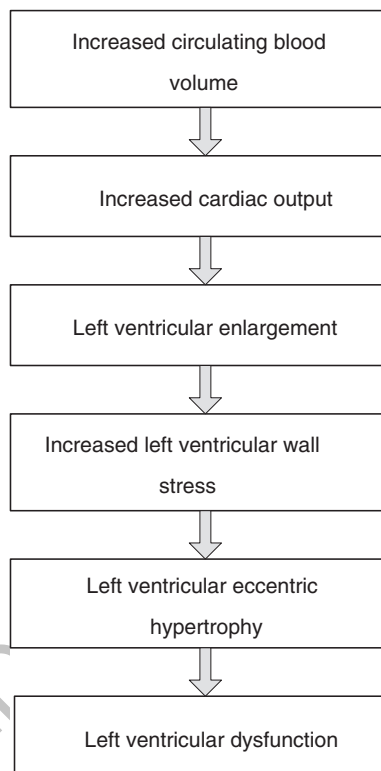 Increased circulating blood
volume
Increased cardiac output
Left ventricular enlargement
Increased left ventricular wall
stress
Left ventricular eccentric
hypertrophy
Left ventricular dysfunction